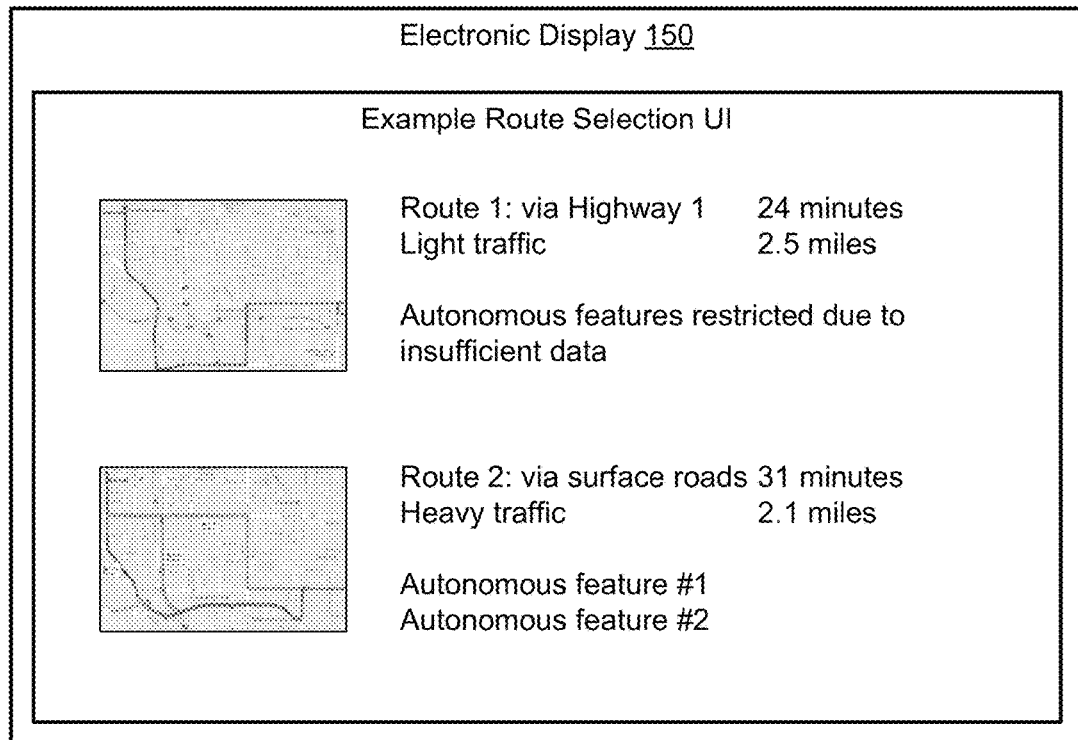 Electronic Display 150
Example Route Selection UI
Route 1: via Highway 1 24 minutes
Light traffic 2.5 miles
Autonomous features restricted due to
insufficient data
Route 2: via surface roads 31 minutes
Heavy traffic 2.1 miles
Autonomous feature #1
Autonomous feature #2